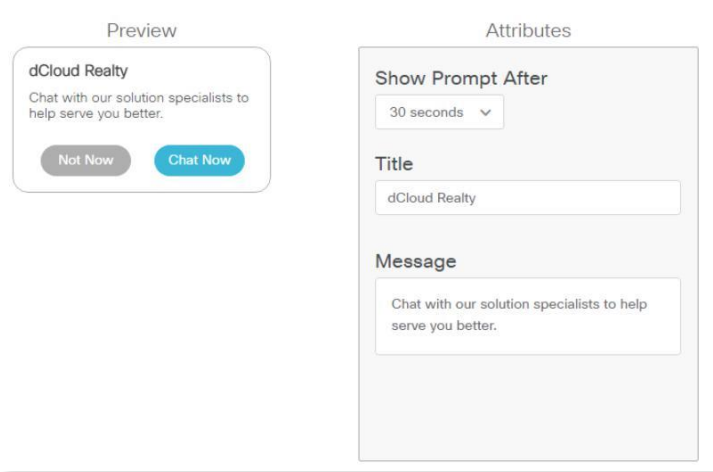 Preview
dCloud Realty
Chat with our solution specialists to
help serve you better.
Not Now
Chat Now
Attributes
Show Prompt After
30 seconds
Title
dCloud Realty
Message
Chat with our solution specialists to help
serve you better.